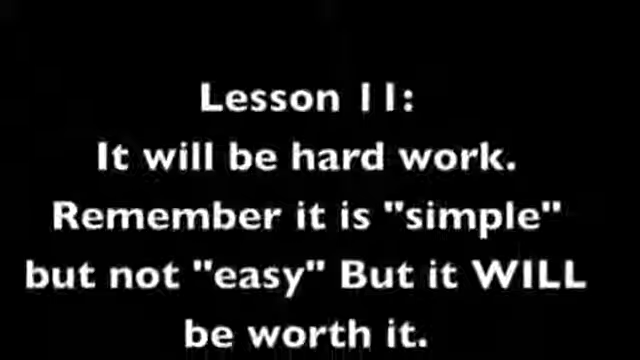 Lesson 11:
It will be hard work.
Remember it is "simple"
but not "easy" But it WILL
be worth it.